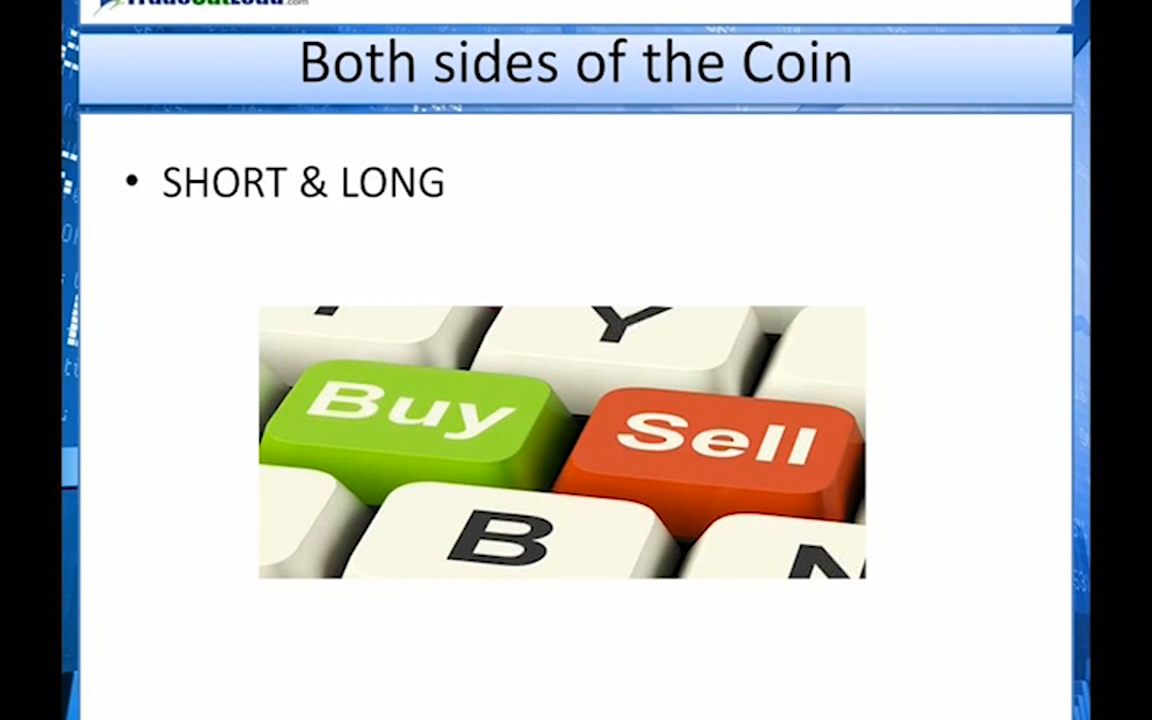 Both sides of the Coin
• SHORT & LONG
Y
Buy
Sell
B
N